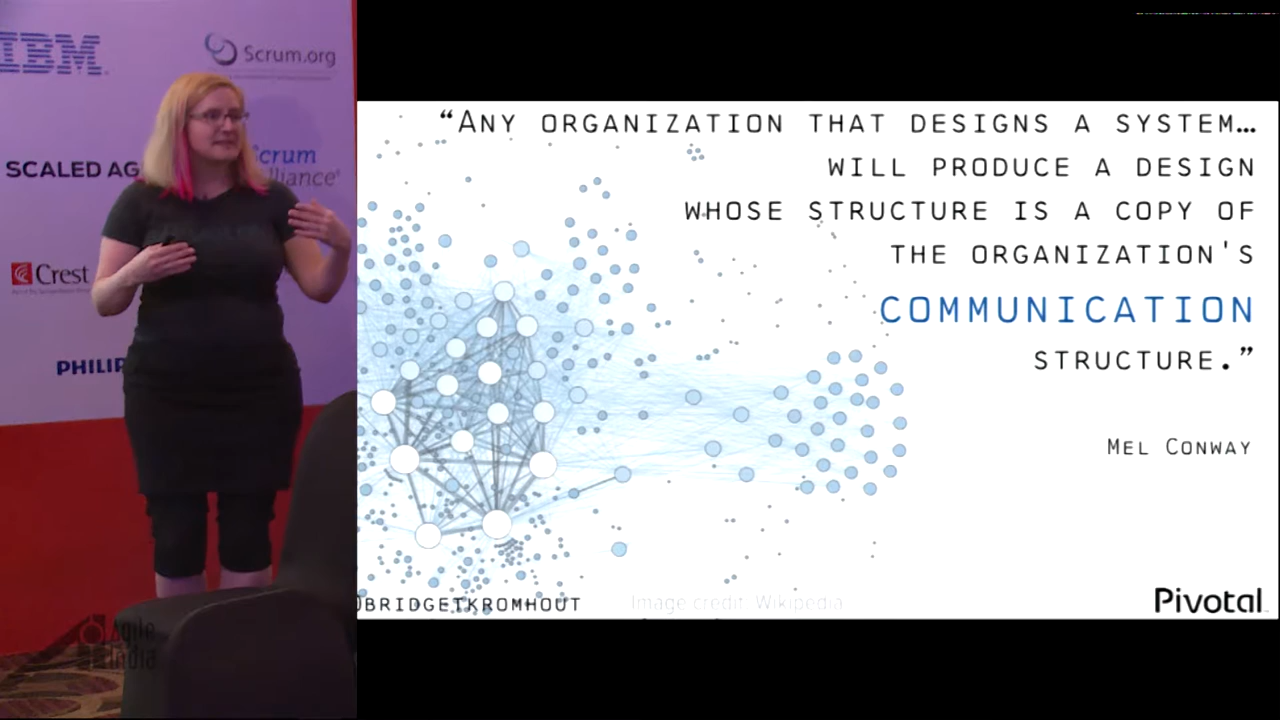 IBM
Scrum.org
SCALED AG
Scrum
Alliance
Crest
PHILIP
“ANY ORGANIZATION THAT DESIGNS A SYSTEM…
WILL PRODUCE A DESIGN
WHOSE STRUCTURE IS A COPY OF
THE ORGANIZATION'S
COMMUNICATION
STRUCTURE.”
MEL CONWAY
@BRIDGETKROMHOUT
Image credit: Wikipedia
Pivotal
Agile
India